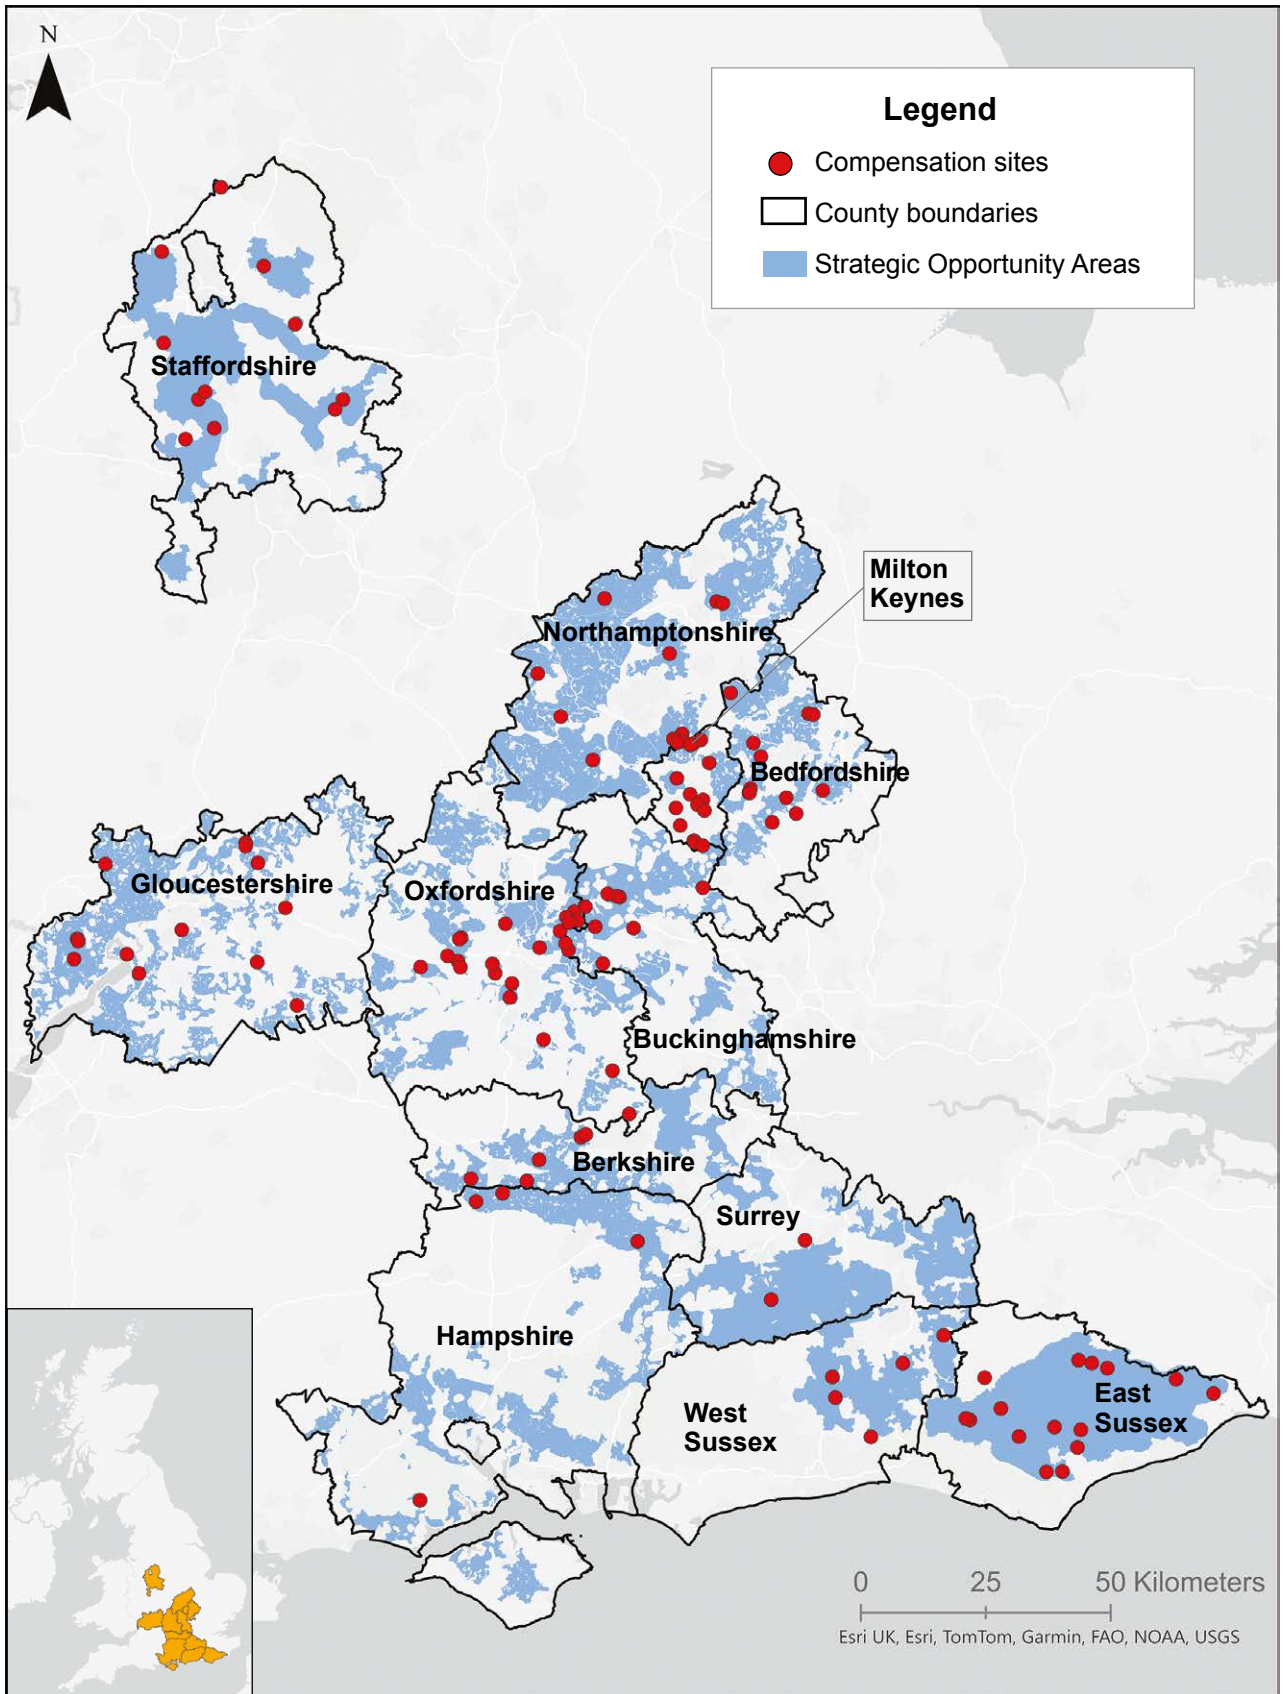 N
Legend
Compensation sites
County boundaries
Strategic Opportunity Areas
Staffordshire
Milton
Keynes
Northamptonshire
Bedfordshire
Gloucestershire
Oxfordshire
Buckinghamshire
Berkshire
Surrey
Hampshire
West
Sussex
East
Sussex
0 25 50 Kilometers
Esri UK, Esri, TomTom, Garmin, FAO, NOAA, USGS